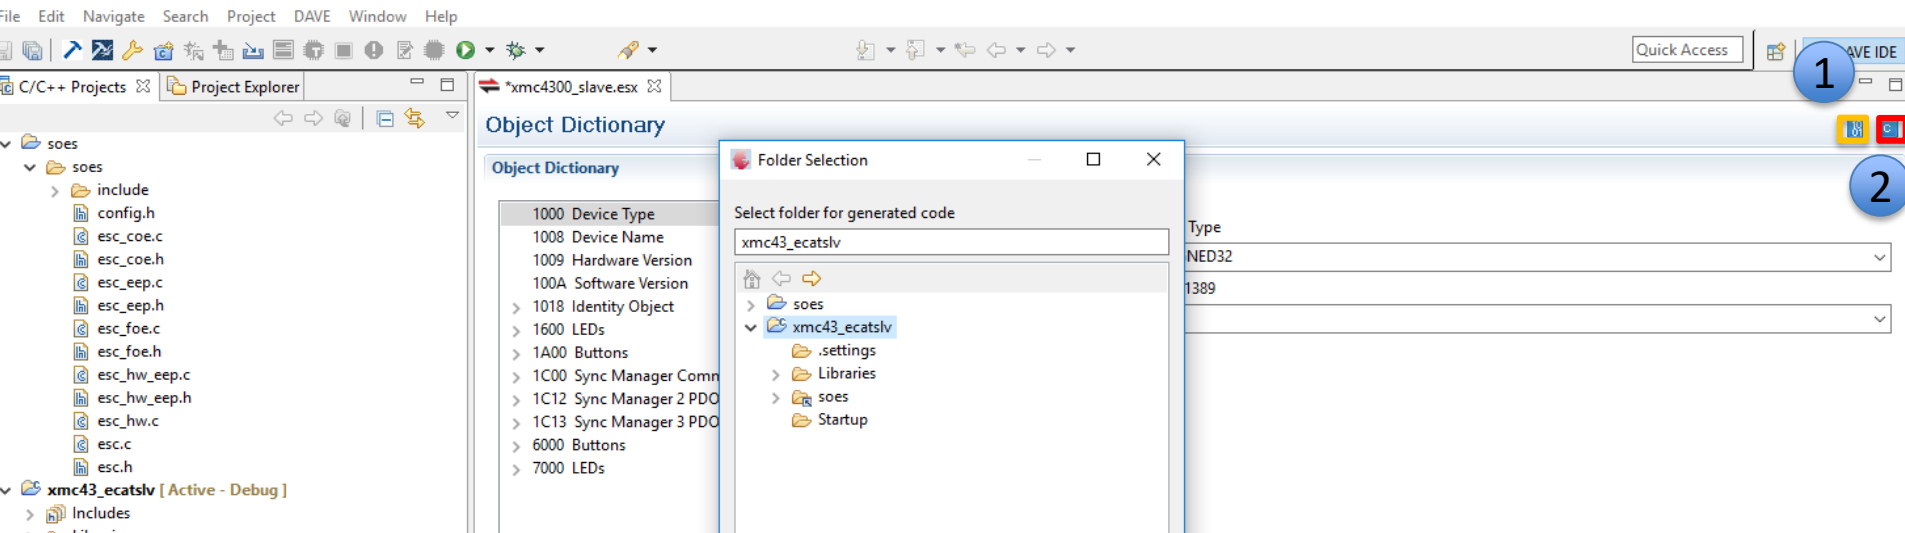 File Edit Navigate Search Project DAVE Window Help
Quick Access
AVE IDE
1
C/C++ Projects
Project Explorer
*xmc4300_slave.esx
Object Dictionary
2
soes
soes
include
config.h
esc_coe.c
esc_coe.h
esc_eep.c
esc_eep.h
esc_foe.c
esc_foe.h
esc_hw_eep.c
esc_hw_eep.h
esc_hw.c
esc.c
esc.h
xmc43_ecatslv [ Active - Debug ]
Includes
Object Dictionary
1000 Device Type
1008 Device Name
1009 Hardware Version
100A Software Version
1018 Identity Object
1600 LEDs
1A00 Buttons
1C00 Sync Manager Comm
1C12 Sync Manager 2 PDO
1C13 Sync Manager 3 PDO
6000 Buttons
7000 LEDs
Folder Selection
Select folder for generated code
xmc43_ecatslv
soes
xmc43_ecatslv
.settings
Libraries
soes
Startup
Type
NED32
1389